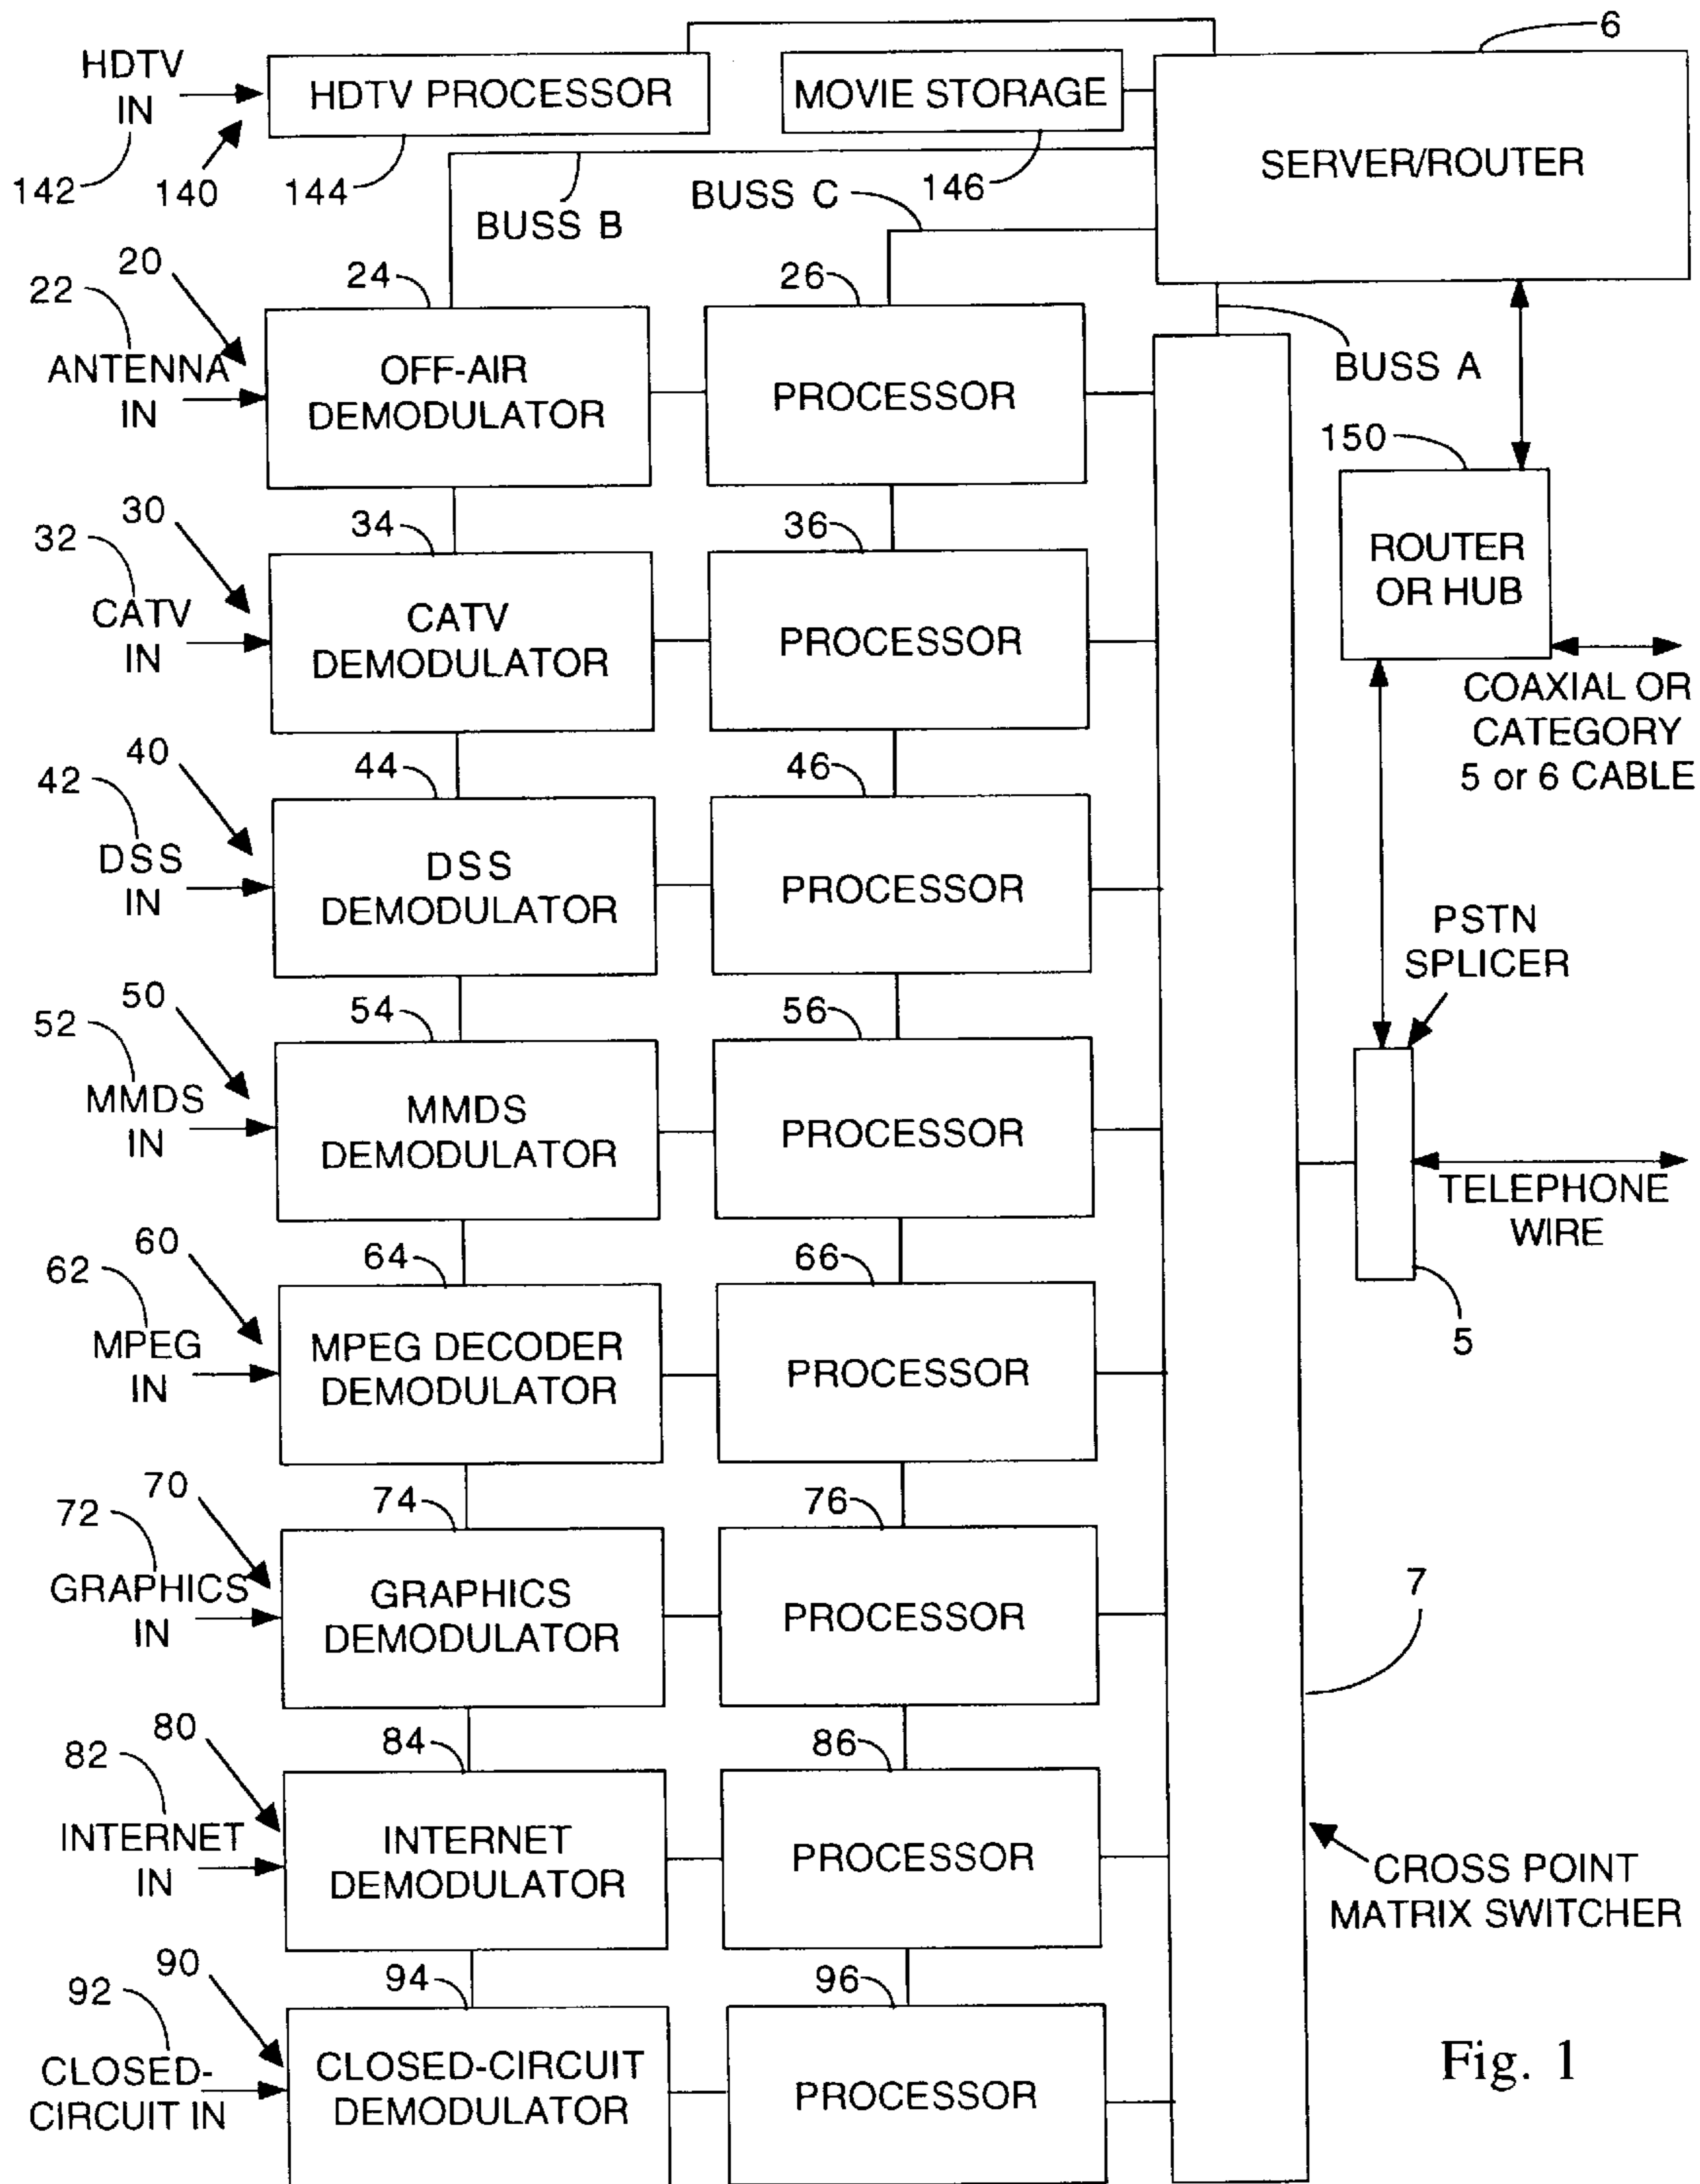 6
HDTV
IN
HDTV PROCESSOR
MOVIE STORAGE
SERVER/ROUTER
142
140
144
146
BUSS B
BUSS C
20
22
24
26
ANTENNA
IN
OFF-AIR
DEMODULATOR
PROCESSOR
BUSS A
150
ROUTER
OR HUB
30
32
34
36
CATV
IN
CATV
DEMODULATOR
PROCESSOR
COAXIAL OR
CATEGORY
5 or 6 CABLE
40
42
44
46
DSS
IN
DSS
DEMODULATOR
PROCESSOR
PSTN
SPLICER
50
52
54
56
MMDS
IN
MMDS
DEMODULATOR
PROCESSOR
TELEPHONE
WIRE
5
60
62
64
66
MPEG
IN
MPEG DECODER
DEMODULATOR
PROCESSOR
70
72
74
76
GRAPHICS
IN
GRAPHICS
DEMODULATOR
PROCESSOR
7
80
82
84
86
INTERNET
IN
INTERNET
DEMODULATOR
PROCESSOR
CROSS POINT
MATRIX SWITCHER
90
92
94
96
CLOSED-
CIRCUIT IN
CLOSED-CIRCUIT
DEMODULATOR
PROCESSOR
Fig. 1